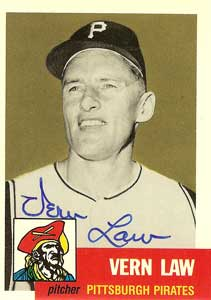 P
Vern
Law
VERN LAW
pitcher
PITTSBURGH PIRATES